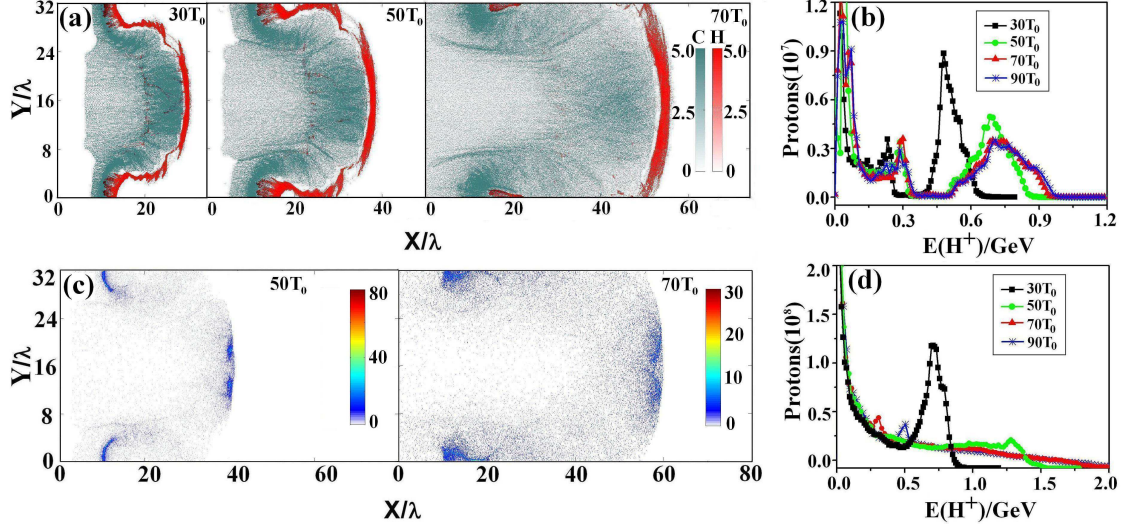 (a)
30T₀
50T₀
70T₀
C H
5.0 5.0
2.5 2.5
0 0
Y/λ
32
24
16
8
0
0 20 40
0 20 40
0 20 40 60
X/λ
(b)
Protons(10⁷)
1.2
0.9
0.6
0.3
0.0
30T₀
50T₀
70T₀
90T₀
0.0 0.3 0.6 0.9 1.2
E(H⁺)/GeV
(c)
50T₀
80
40
0
70T₀
30
20
10
0
Y/λ
32
24
16
8
0
0 20 40 60
0 20 40 60 80
X/λ
(d)
Protons(10⁸)
2.0
1.5
1.0
0.5
0.0
30T₀
50T₀
70T₀
90T₀
0.0 0.5 1.0 1.5 2.0
E(H⁺)/GeV